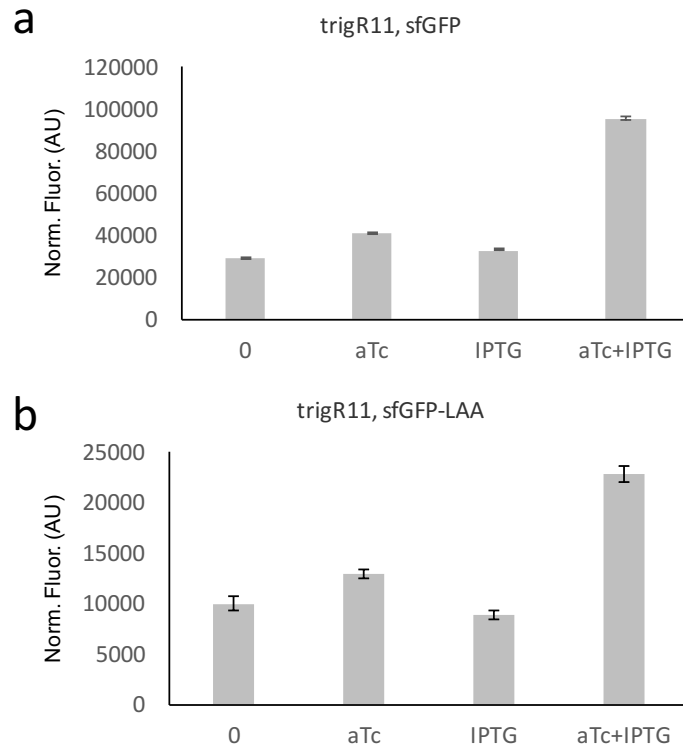 a
trigR11, sfGFP
Norm. Fluor. (AU)
120000
100000
80000
60000
40000
20000
0
0 aTc IPTG aTc+IPTG
b
trigR11, sfGFP-LAA
Norm. Fluor. (AU)
25000
20000
15000
10000
5000
0
0 aTc IPTG aTc+IPTG